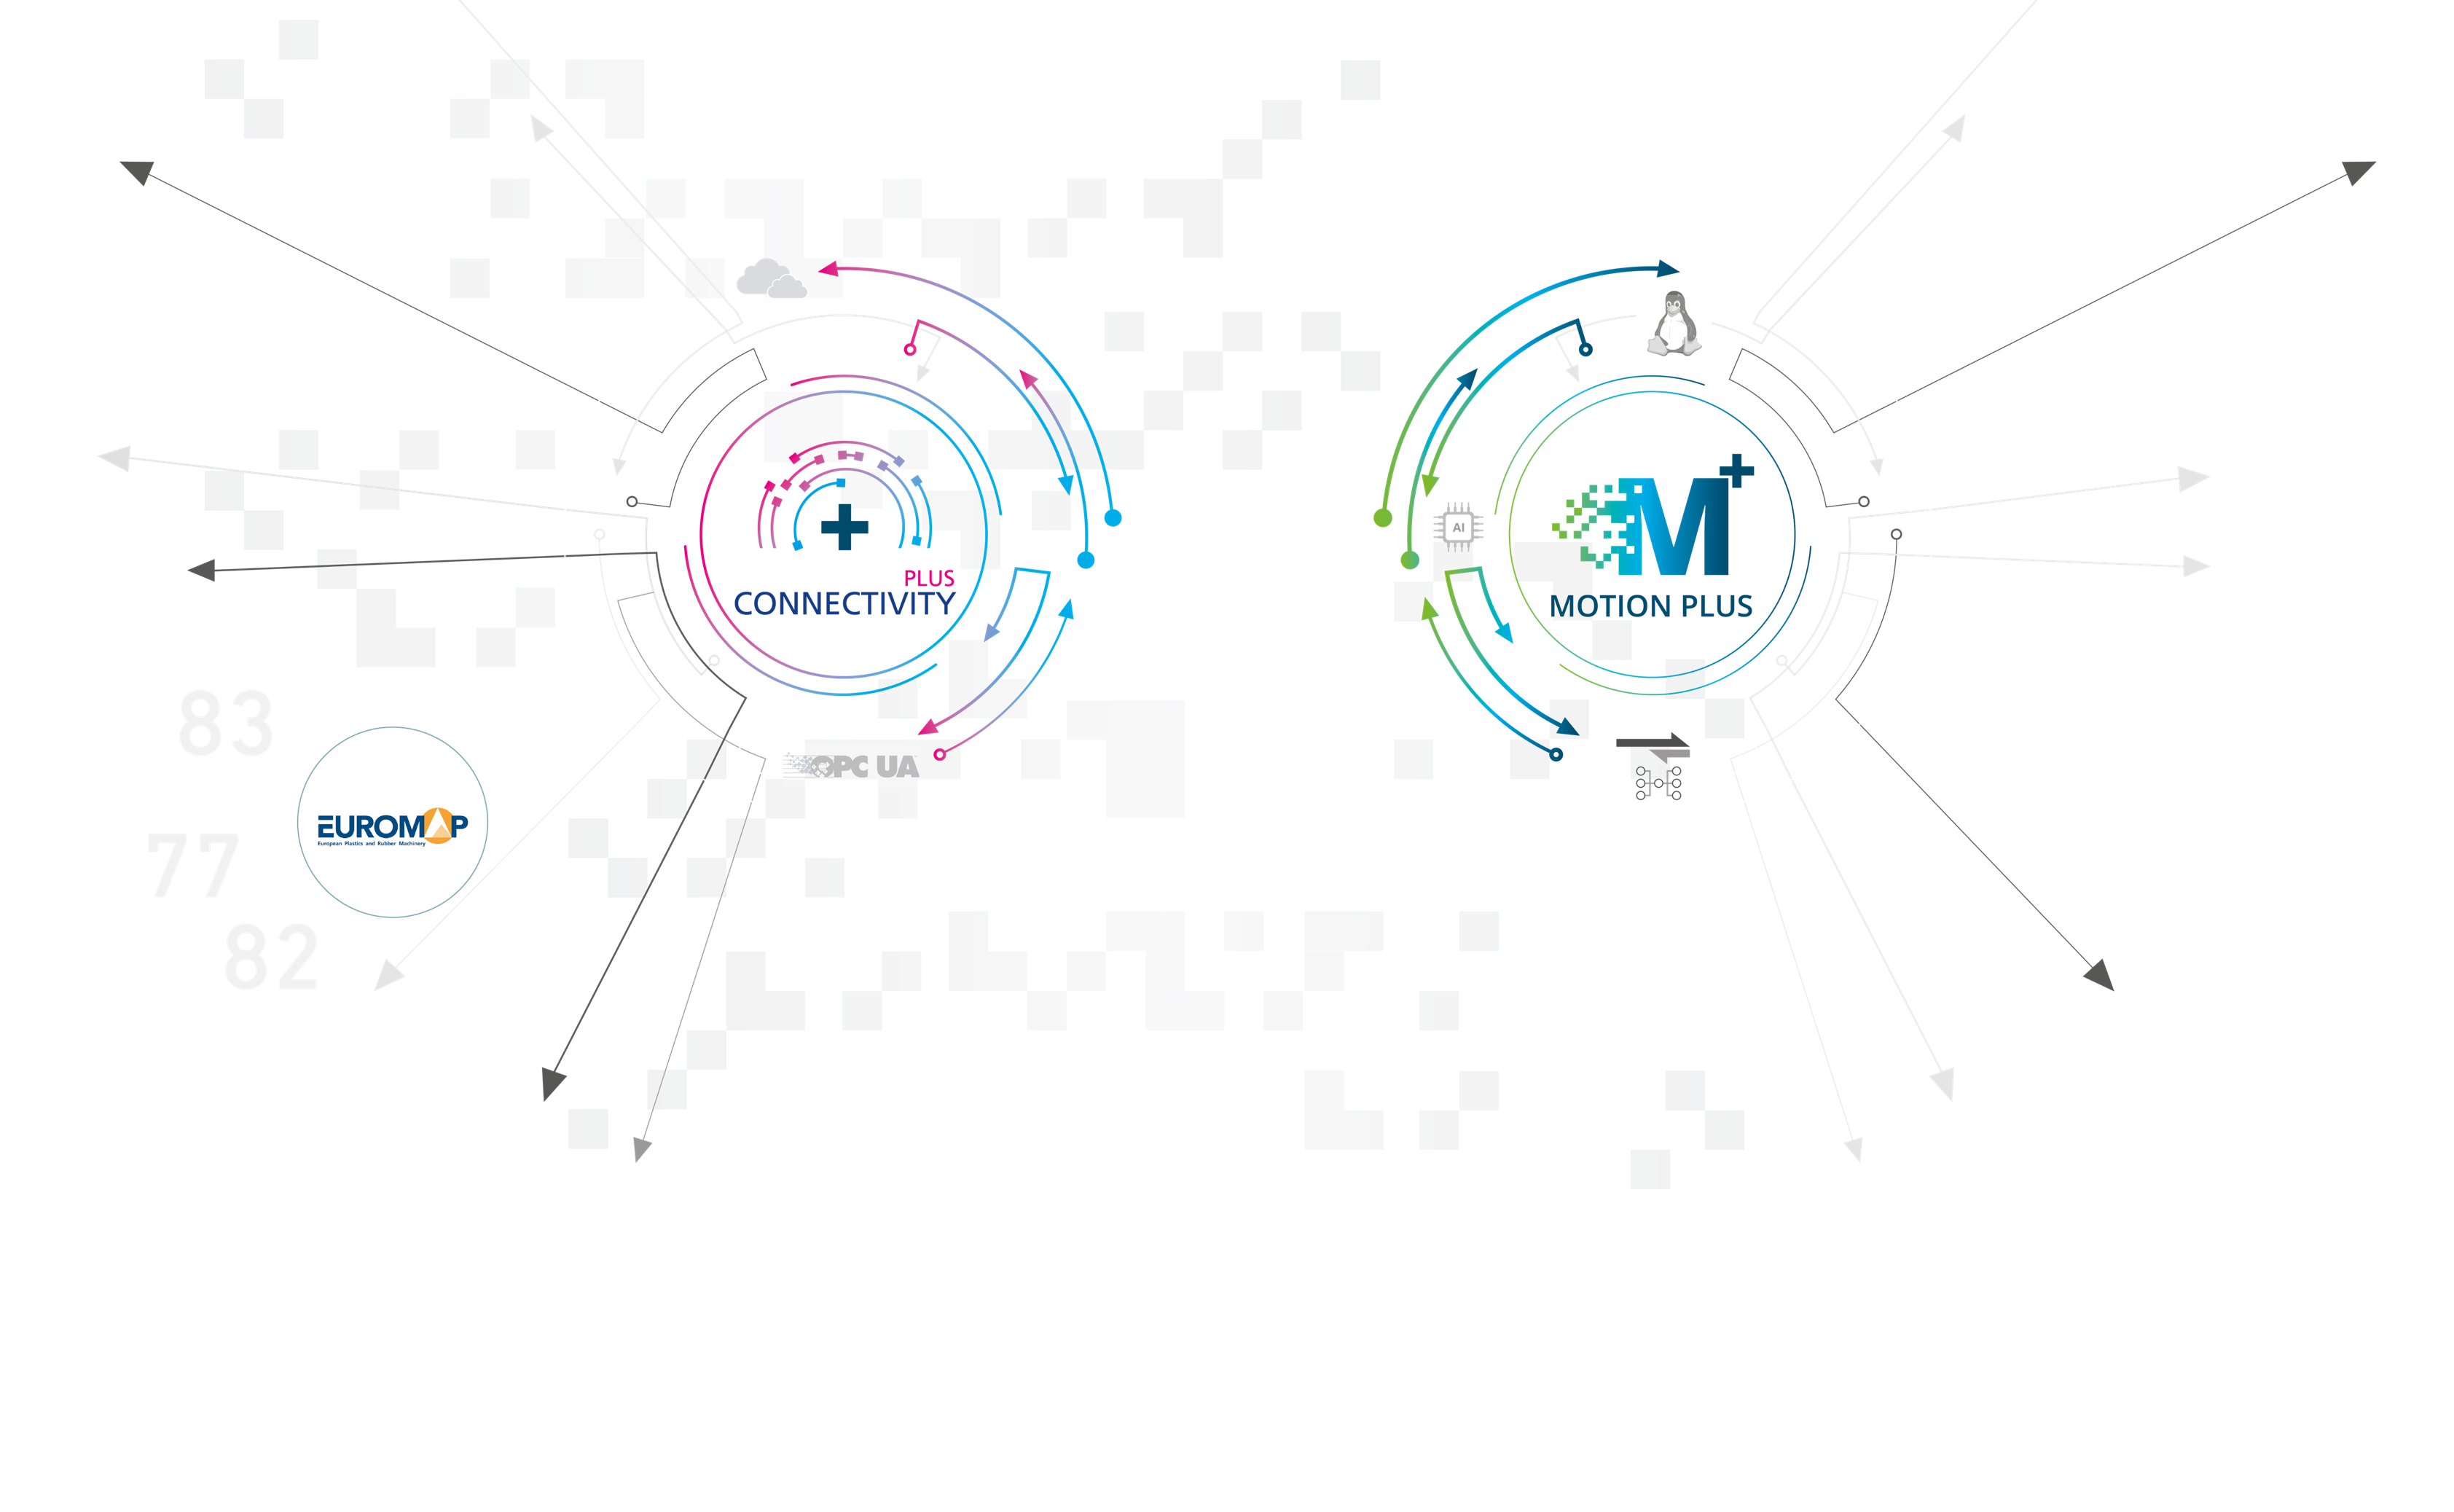 PLUS
CONNECTIVITY
OPC UA
83
77
82
EUROMAP
European Plastics and Rubber Machinery
AI
M+
MOTION PLUS